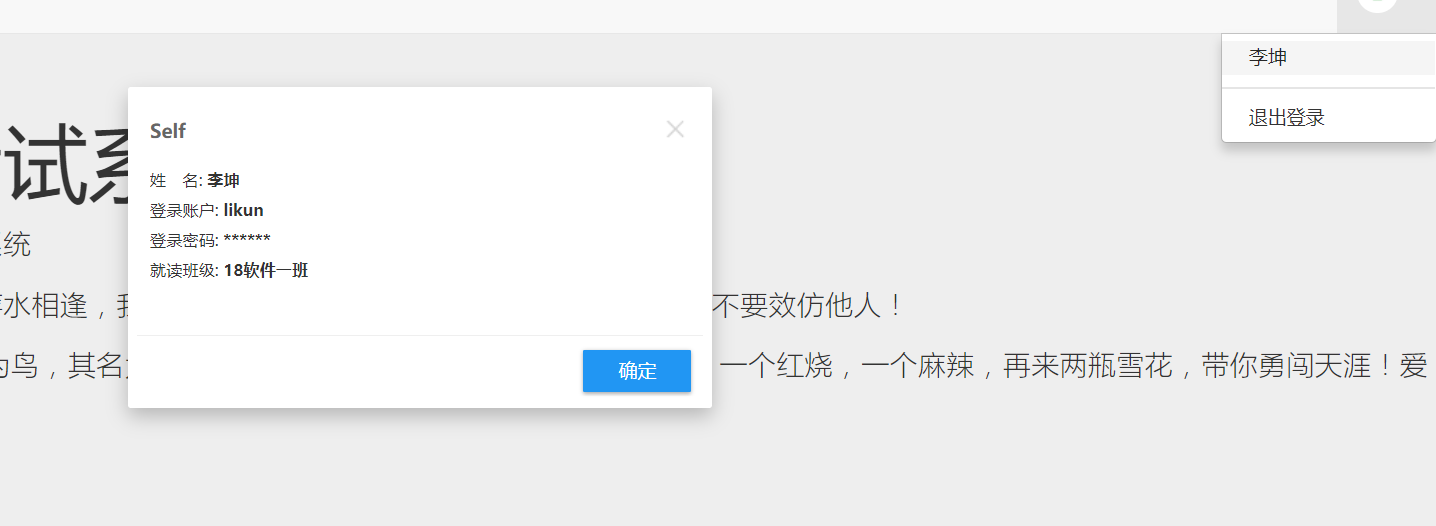 李坤
退出登录
Self
姓 名: 李坤
登录账户: likun
登录密码: ******
就读班级: 18软件一班
确定
试系
统
水相逢，我
不要效仿他人！
为鸟，其名
一个红烧，一个麻辣，再来两瓶雪花，带你勇闯天涯！爱